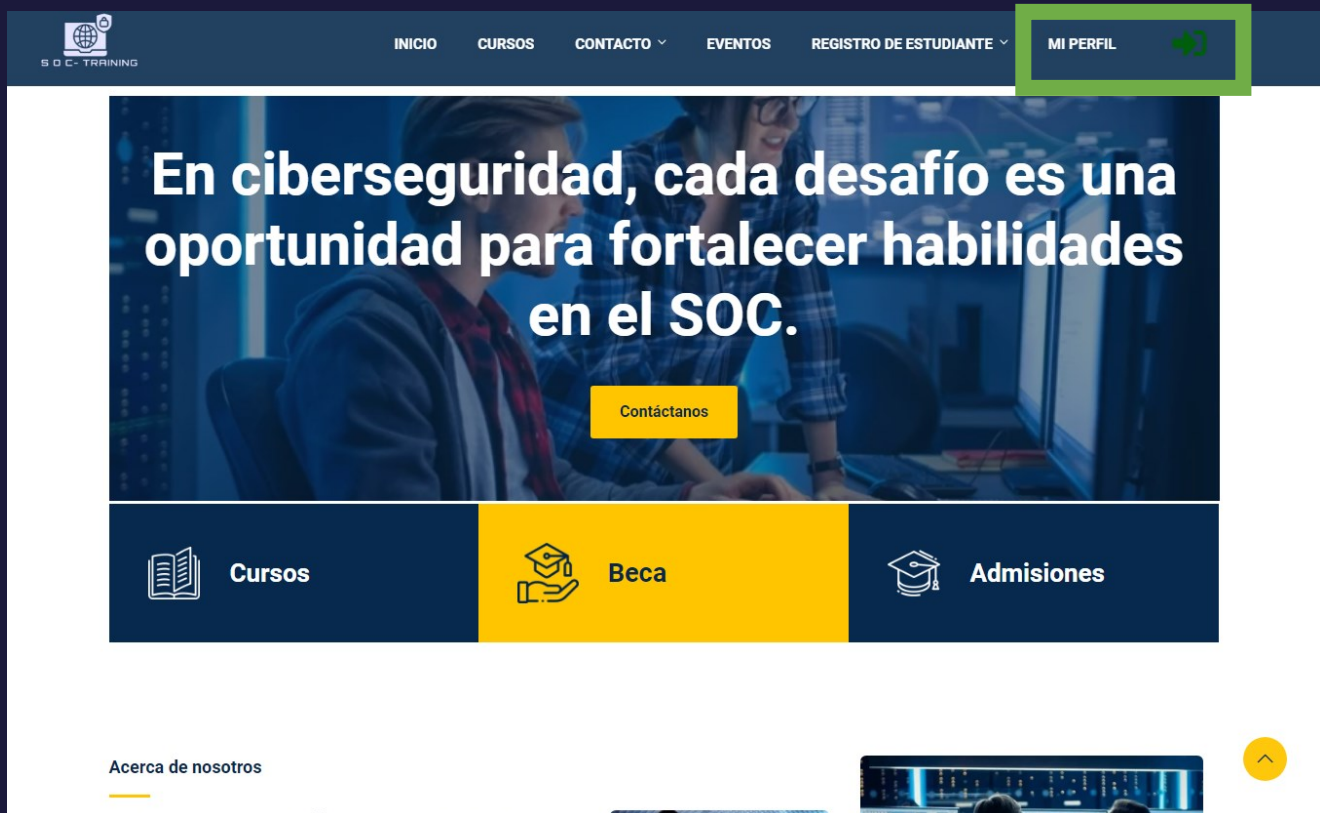 SOC-TRAINING
INICIO CURSOS CONTACTO EVENTOS REGISTRO DE ESTUDIANTE MI PERFIL
En ciberseguridad, cada desafío es una
oportunidad para fortalecer habilidades
en el SOC.
Contáctanos
Cursos Beca Admisiones
Acerca de nosotros